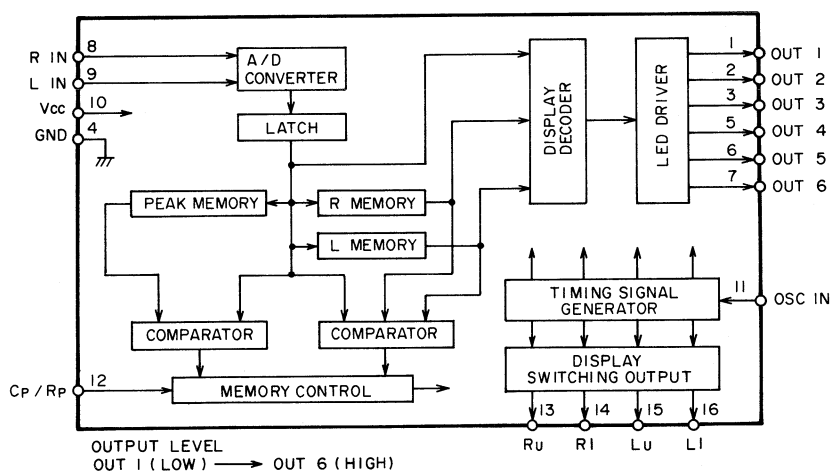 R IN 8
L IN 9
Vcc 10
GND 4
A/D
CONVERTER
LATCH
PEAK MEMORY
R MEMORY
L MEMORY
COMPARATOR
COMPARATOR
CP/RP 12
MEMORY CONTROL
DISPLAY
DECODER
LED DRIVER
1 OUT 1
2 OUT 2
3 OUT 3
5 OUT 4
6 OUT 5
7 OUT 6
TIMING SIGNAL
GENERATOR
11 OSC IN
DISPLAY
SWITCHING OUTPUT
13 14 15 16
RU RI LU LI
OUTPUT LEVEL
OUT 1 (LOW) → OUT 6 (HIGH)